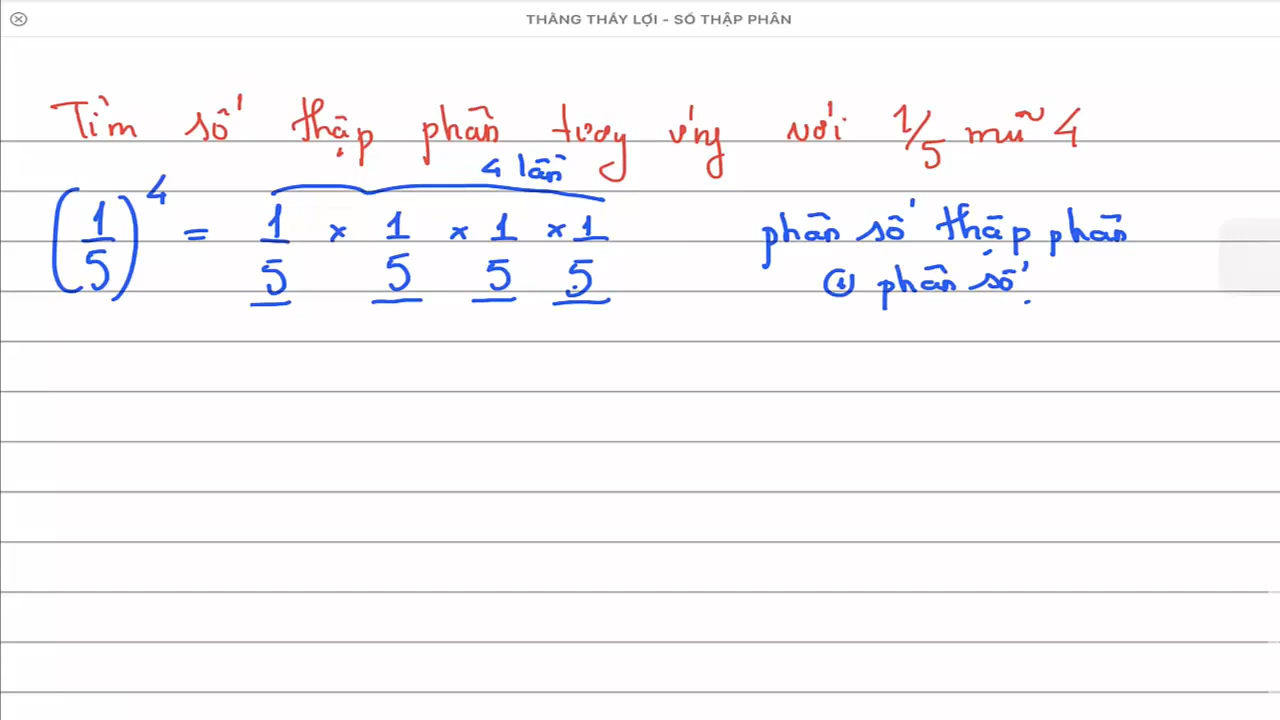 THẦNG THẤY LỢI - SỐ THẬP PHÂN
Tìm số thập phân tương ứng với 1/5 mũ 4
4 lần
(1/5)^4 = 1/5 × 1/5 × 1/5 × 1/5
phân số thập phân
① phân số